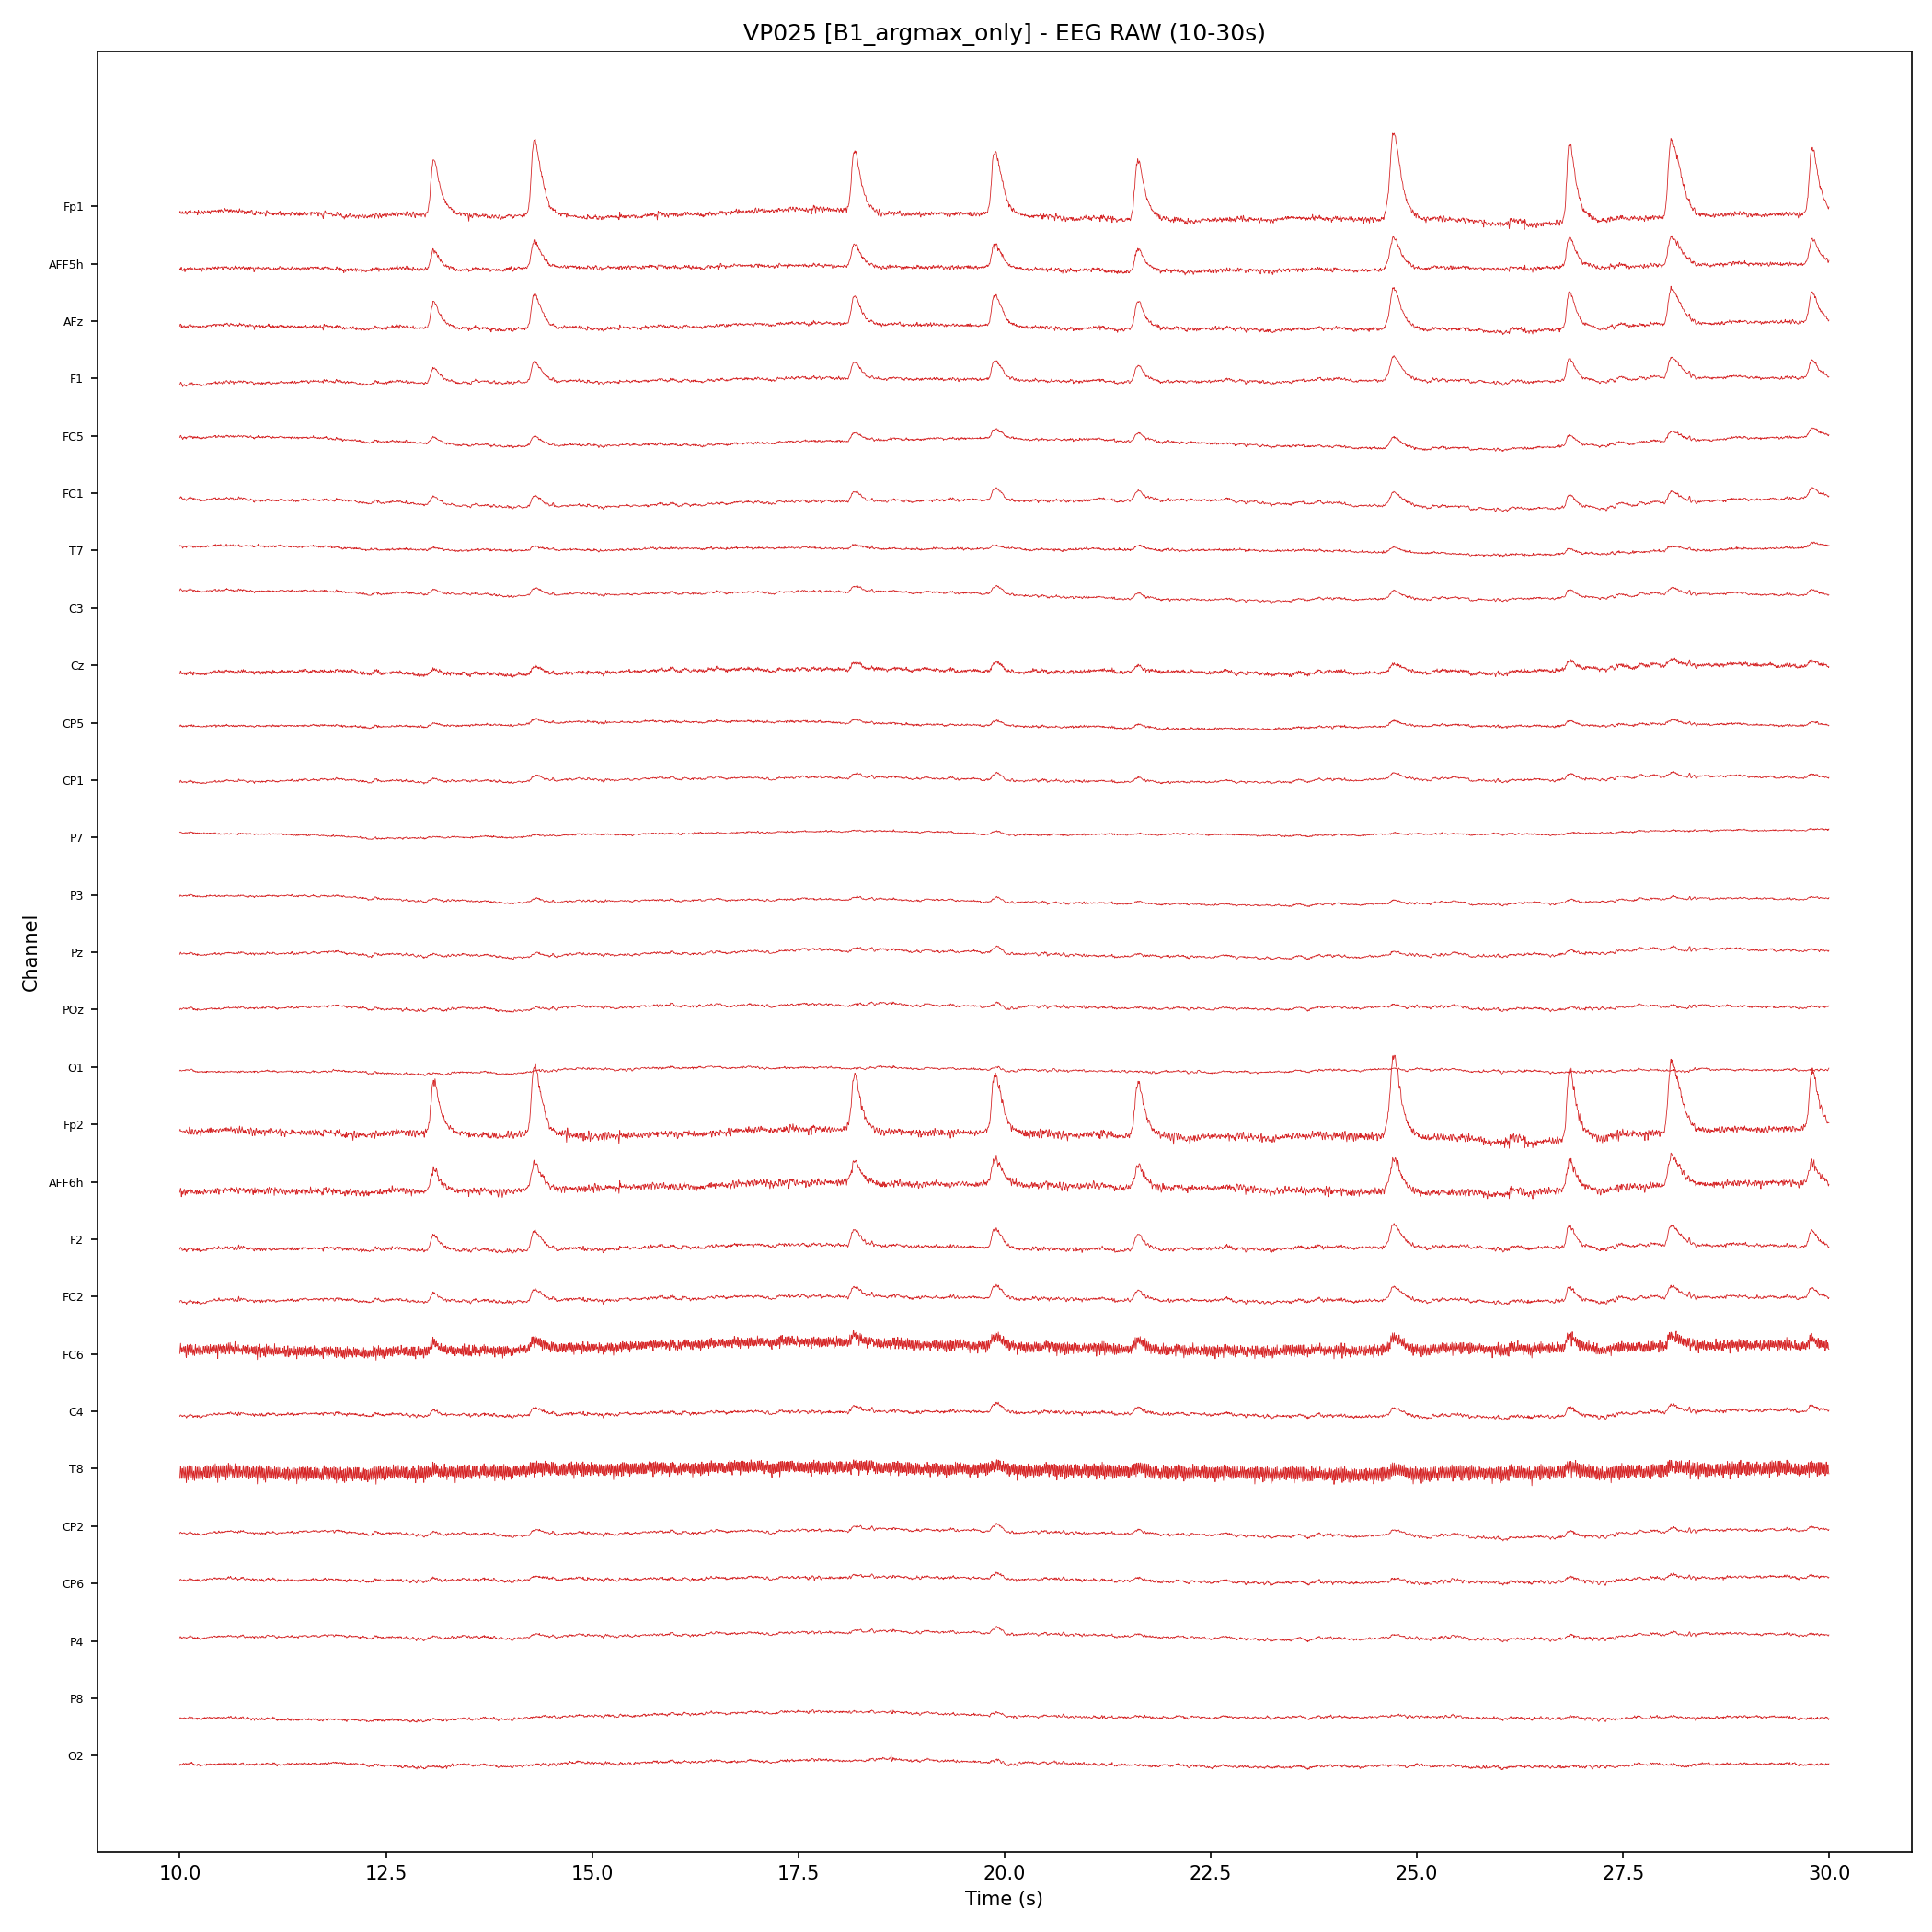 VP025 [B1_argmax_only] - EEG RAW (10-30s)
Fp1
AFF5h
AFz
F1
FC5
FC1
T7
C3
Cz
CP5
CP1
P7
P3
Pz
POz
O1
Fp2
AFF6h
F2
FC2
FC6
C4
T8
CP2
CP6
P4
P8
O2
Channel
10.0 12.5 15.0 17.5 20.0 22.5 25.0 27.5 30.0
Time (s)